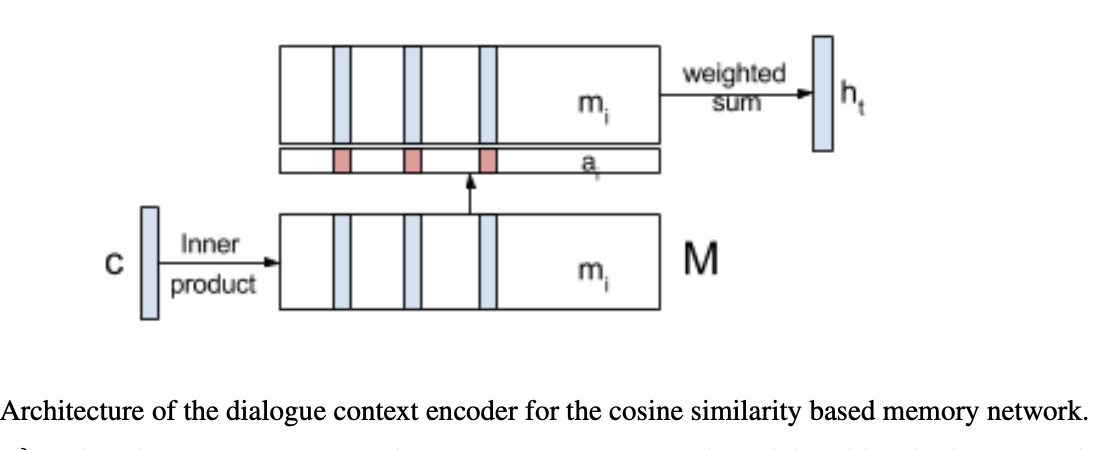 weighted
sum
m_i
h_t
a_i
Inner
product
c
m_i
M
Architecture of the dialogue context encoder for the cosine similarity based memory network.